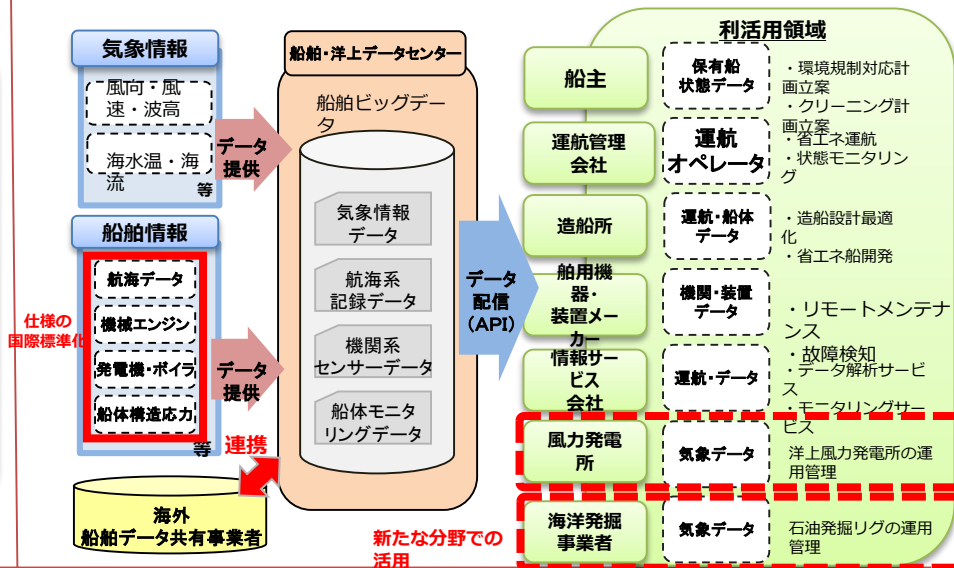 気象情報
風向・風
速・波高
海水温・海
流
等
データ
提供
船舶情報
航海データ
機械エンジン
発電機・ボイラ
船体構造応力
等
仕様の
国際標準化
データ
提供
連携
海外
船舶データ共有事業者
船舶・洋上データセンター
船舶ビッグデー
タ
気象情報
データ
航海系
記録データ
機関系
センサーデータ
船体モニタ
リングデータ
データ
配信
(API)
新たな分野での
活用
利活用領域
船主
保有船
状態データ
・環境規制対応計
画立案
・クリーニング計
画立案
運航管理
会社
運航
オペレータ
・省エネ運航
・状態モニタリン
グ
造船所
運航・船体
データ
・造船設計最適
化
・省エネ船開発
舶用機
器・
装置メー
カー
機関・装置
データ
・リモートメンテナ
ンス
・故障検知
情報サー
ビス
会社
運航・データ
・データ解析サービ
ス
・モニタリングサー
ビス
風力発電
所
気象データ
洋上風力発電所の運
用管理
海洋発掘
事業者
気象データ
石油発掘リグの運用
管理